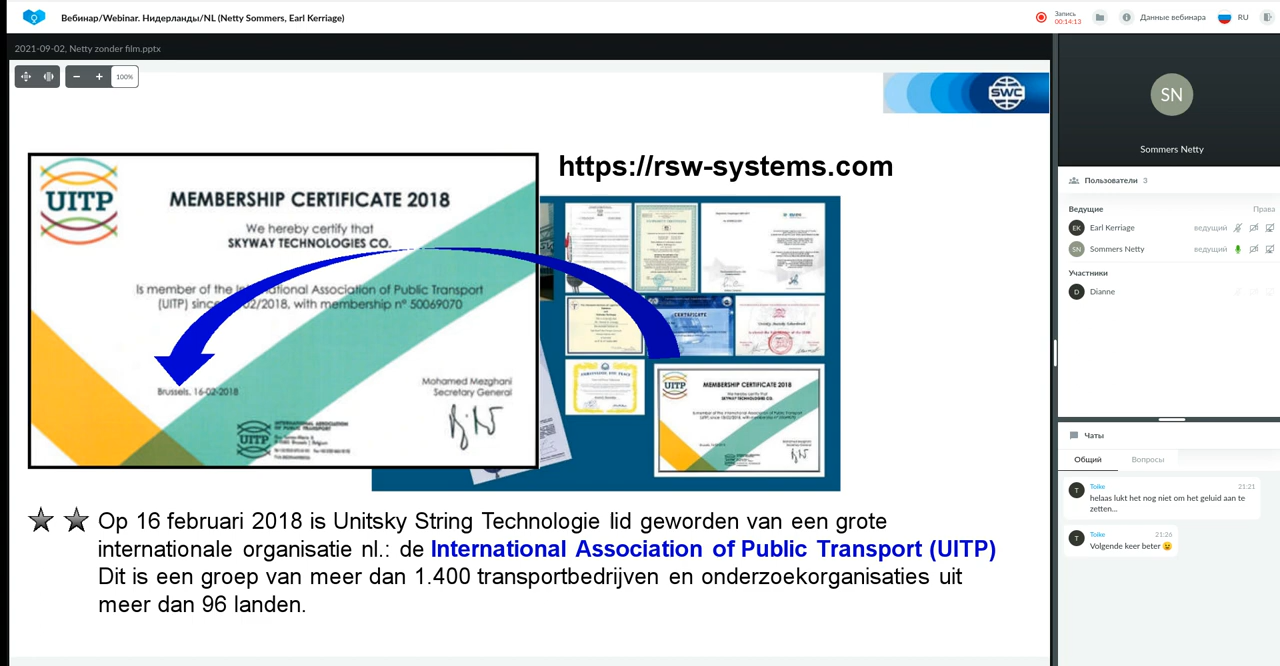 Вебинар/Webinar. Нидерланды/NL (Netty Sommers, Earl Kerriage)
Запись
00:14:13
Данные вебинара
RU
2021-09-02, Netty zonder film.pptx
100%
SWC
SN
Sommers Netty
https://rsw-systems.com
UITP
MEMBERSHIP CERTIFICATE 2018
We hereby certify that
SKYWAY TECHNOLOGIES CO.
Is member of the International Association of Public Transport
(UITP) since 02/2018, with membership n° 50069070
Brussels, 16-02-2018
Mohamed Mezghani
Secretary General
UITP
CERTIFICATE
UITP
MEMBERSHIP CERTIFICATE 2018
SKYWAY TECHNOLOGIES CO.
Op 16 februari 2018 is Unitsky String Technologie lid geworden van een grote
internationale organisatie nl.: de International Association of Public Transport (UITP)
Dit is een groep van meer dan 1.400 transportbedrijven en onderzoekorganisaties uit
meer dan 96 landen.
Пользователи 3
Ведущие Права
EK Earl Kerriage ведущий
SN Sommers Netty ведущий
Участники
D Dianne
Чаты
Общий Вопросы
T Toike 21:21
helaas lukt het nog niet om het geluid aan te
zetten...
T Toike 21:26
Volgende keer beter 😉